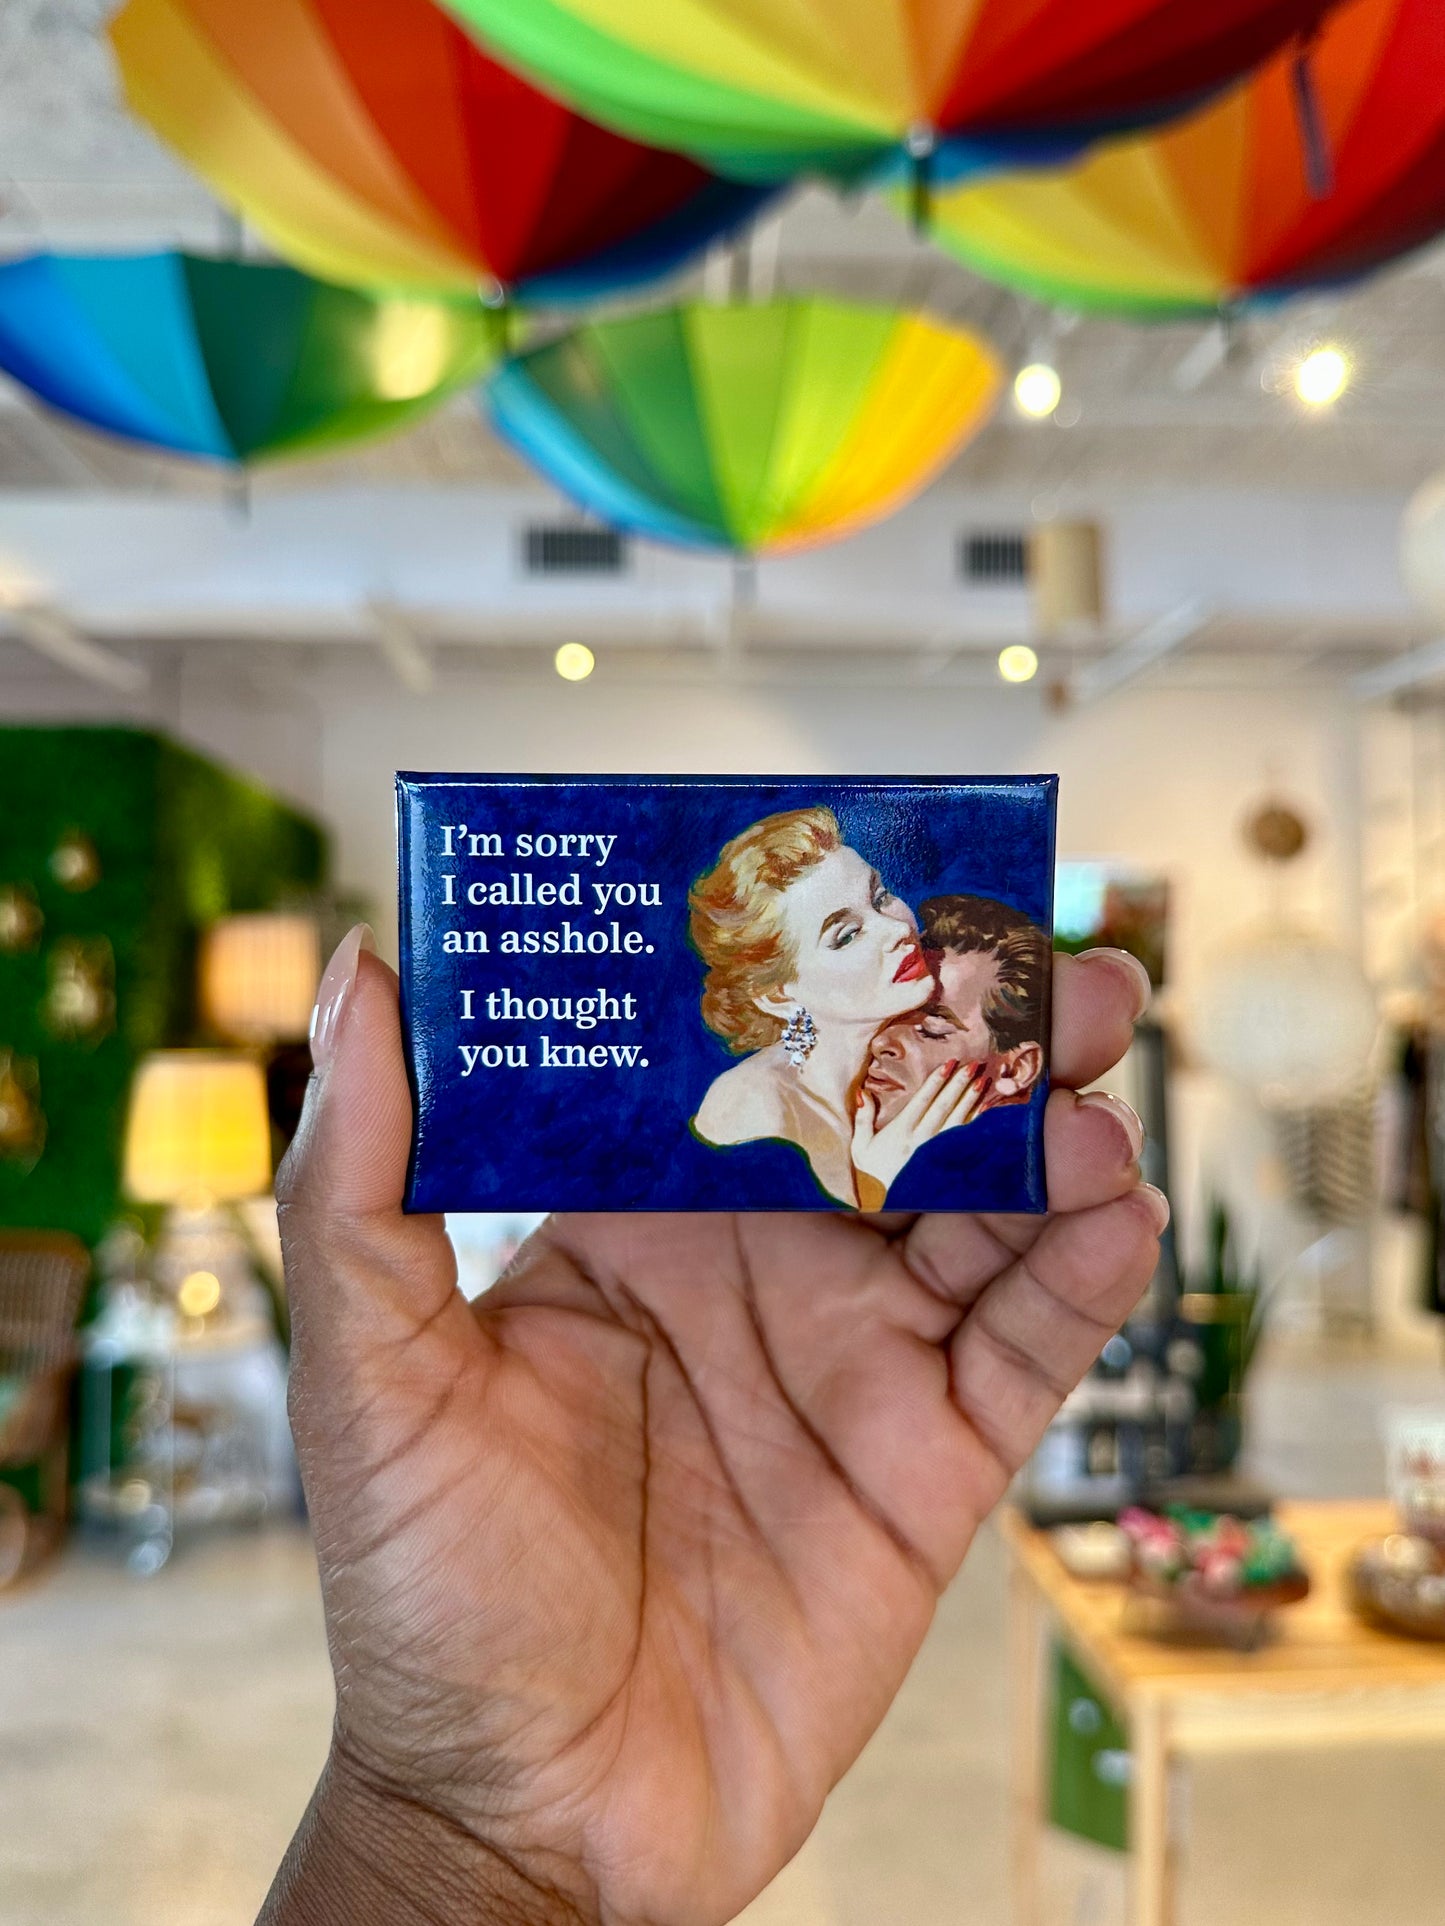 I'm sorry
I called you
an asshole.
I thought
you knew.